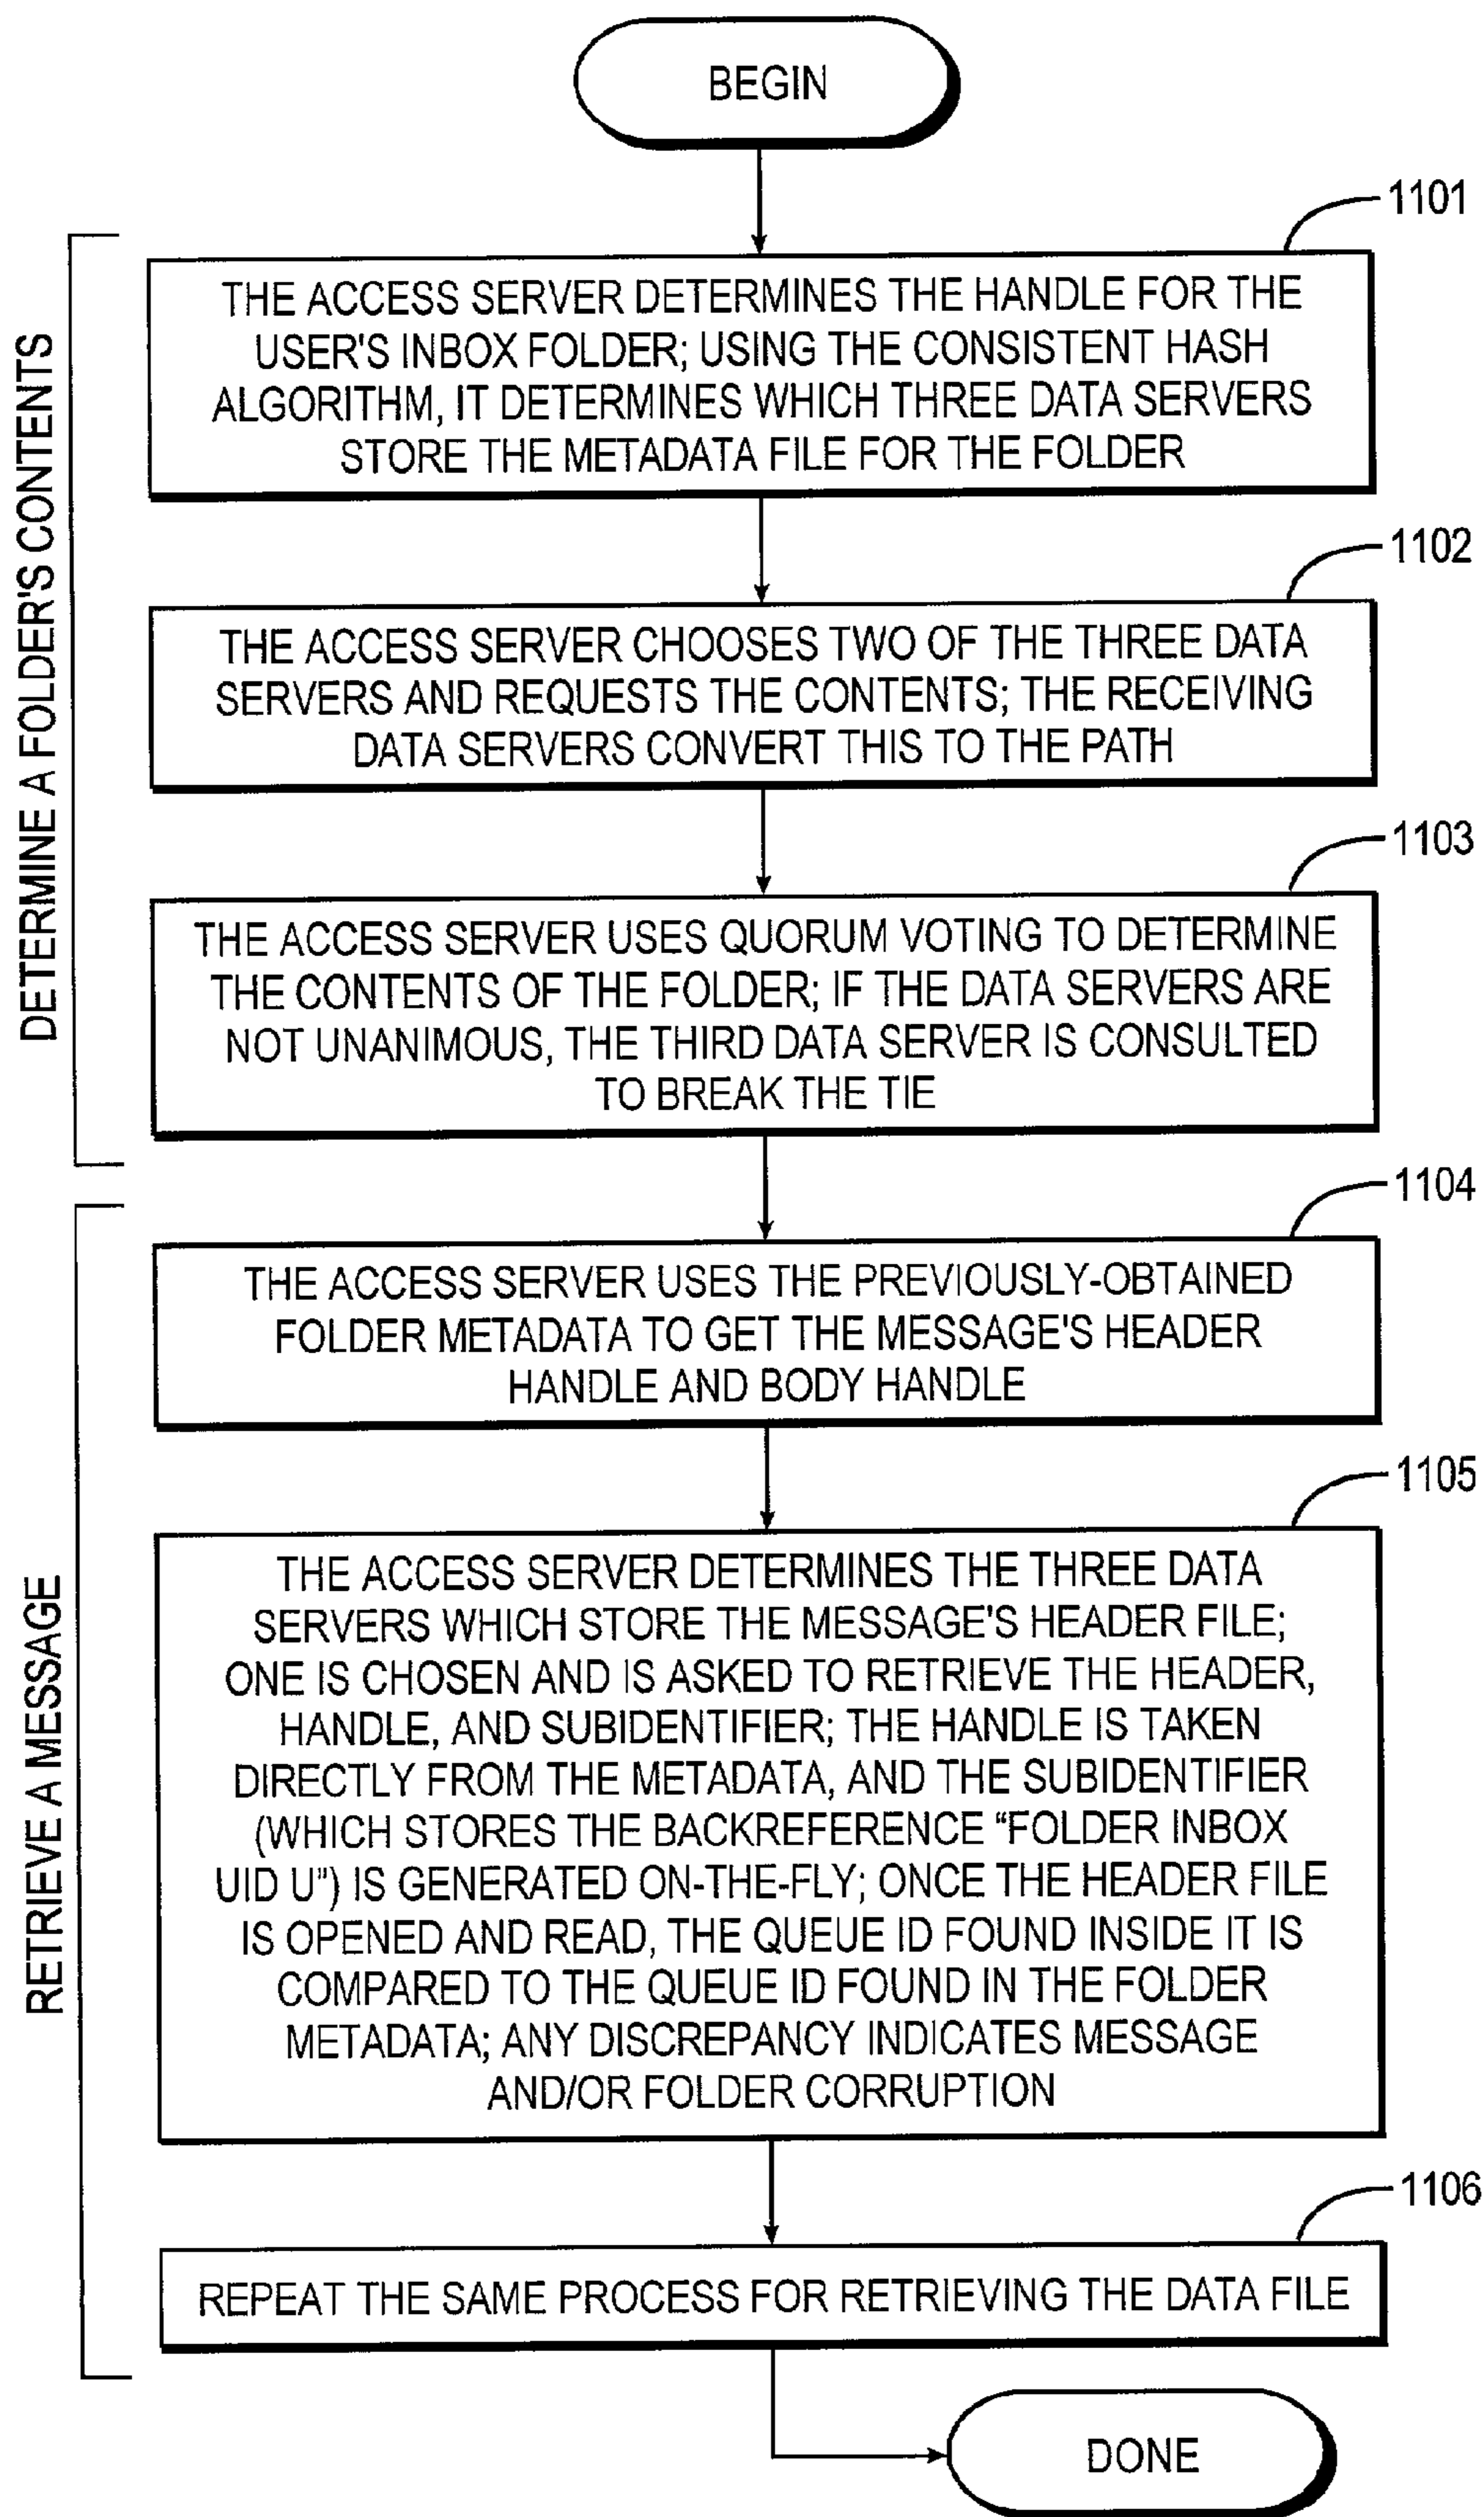 BEGIN
1101
THE ACCESS SERVER DETERMINES THE HANDLE FOR THE
USER'S INBOX FOLDER; USING THE CONSISTENT HASH
ALGORITHM, IT DETERMINES WHICH THREE DATA SERVERS
STORE THE METADATA FILE FOR THE FOLDER
DETERMINE A FOLDER'S CONTENTS
1102
THE ACCESS SERVER CHOOSES TWO OF THE THREE DATA
SERVERS AND REQUESTS THE CONTENTS; THE RECEIVING
DATA SERVERS CONVERT THIS TO THE PATH
1103
THE ACCESS SERVER USES QUORUM VOTING TO DETERMINE
THE CONTENTS OF THE FOLDER; IF THE DATA SERVERS ARE
NOT UNANIMOUS, THE THIRD DATA SERVER IS CONSULTED
TO BREAK THE TIE
1104
THE ACCESS SERVER USES THE PREVIOUSLY-OBTAINED
FOLDER METADATA TO GET THE MESSAGE'S HEADER
HANDLE AND BODY HANDLE
RETRIEVE A MESSAGE
1105
THE ACCESS SERVER DETERMINES THE THREE DATA
SERVERS WHICH STORE THE MESSAGE'S HEADER FILE;
ONE IS CHOSEN AND IS ASKED TO RETRIEVE THE HEADER,
HANDLE, AND SUBIDENTIFIER; THE HANDLE IS TAKEN
DIRECTLY FROM THE METADATA, AND THE SUBIDENTIFIER
(WHICH STORES THE BACKREFERENCE “FOLDER INBOX
UID U”) IS GENERATED ON-THE-FLY; ONCE THE HEADER FILE
IS OPENED AND READ, THE QUEUE ID FOUND INSIDE IT IS
COMPARED TO THE QUEUE ID FOUND IN THE FOLDER
METADATA; ANY DISCREPANCY INDICATES MESSAGE
AND/OR FOLDER CORRUPTION
1106
REPEAT THE SAME PROCESS FOR RETRIEVING THE DATA FILE
DONE